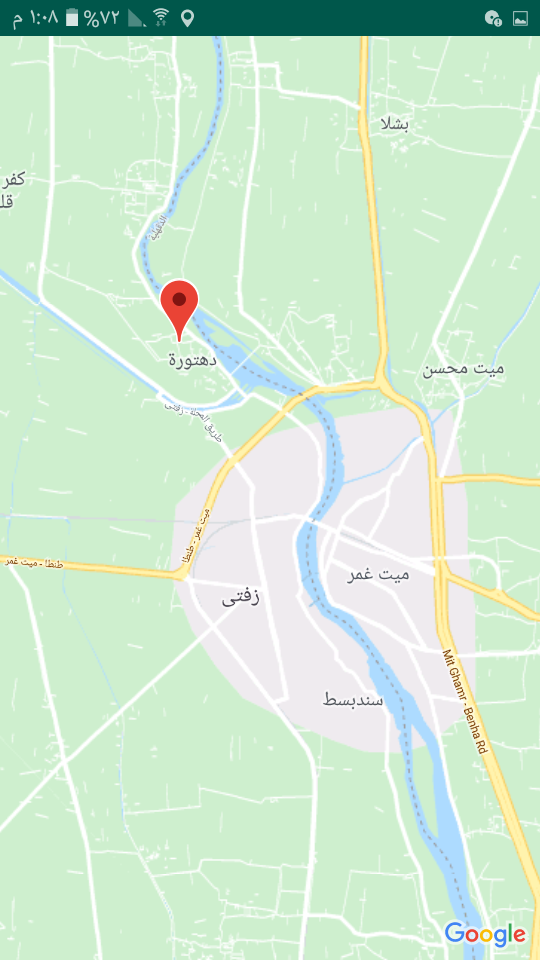 ١:٠٨ م ٧٢%
بشلا
كفر
قل
الدقهلية
دهتورة
ميت محسن
طريق المحلة - زفتى
ميت غمر - طنطا
طنطا - ميت غمر
ميت غمر
زفتى
سندبسط
Mit Ghamr - Benha Rd
Google